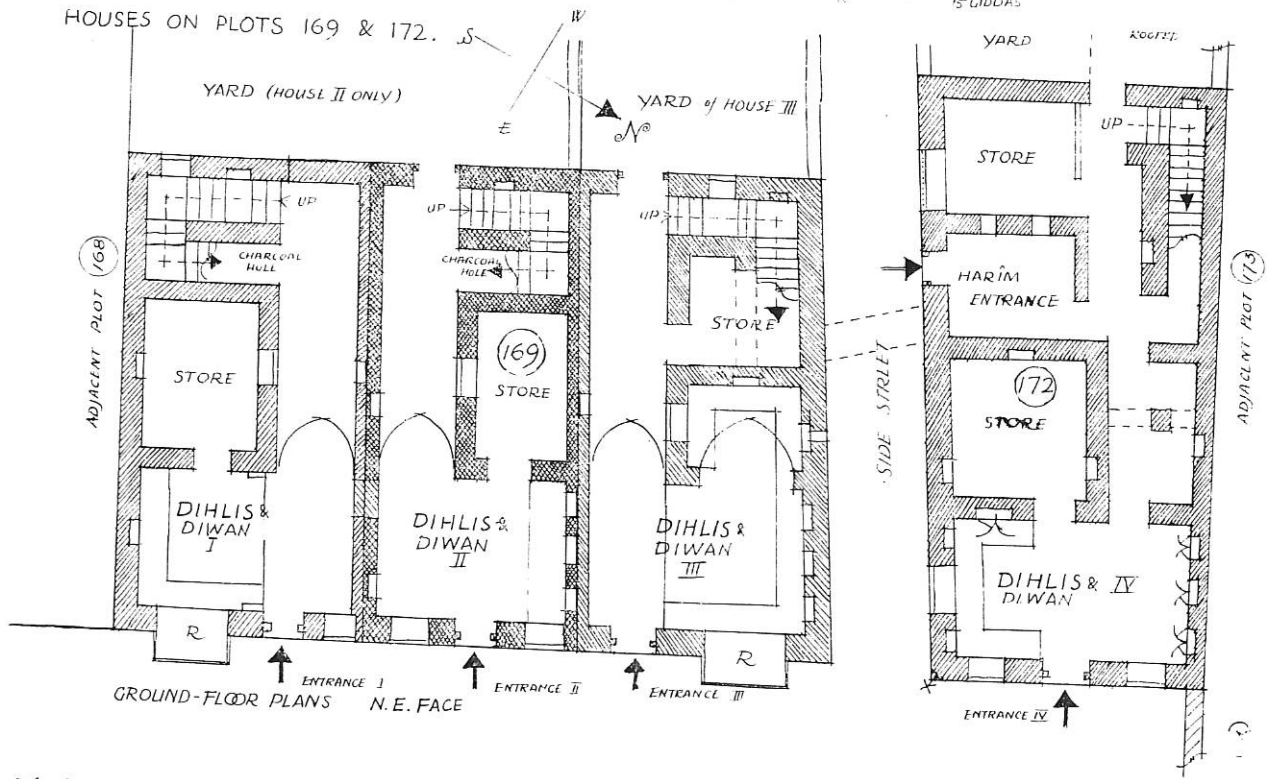 15 GIDDAS
HOUSES ON PLOTS 169 & 172.
S
W
E
N
YARD (HOUSE II ONLY)
YARD of HOUSE III
YARD
ROOFED
ADJACENT PLOT 168
UP
CHARCOAL
HOLE
STORE
DIHLIS &
DIWAN
I
R
UP
CHARCOAL
HOLE
169
STORE
DIHLIS &
DIWAN
II
UP
STORE
DIHLIS &
DIWAN
III
R
SIDE STREET
UP
STORE
HARÎM
ENTRANCE
172
STORE
DIHLIS & IV
DIWAN
ADJACENT PLOT 173
ENTRANCE I
ENTRANCE II
ENTRANCE III
ENTRANCE IV
GROUND-FLOOR PLANS N.E. FACE